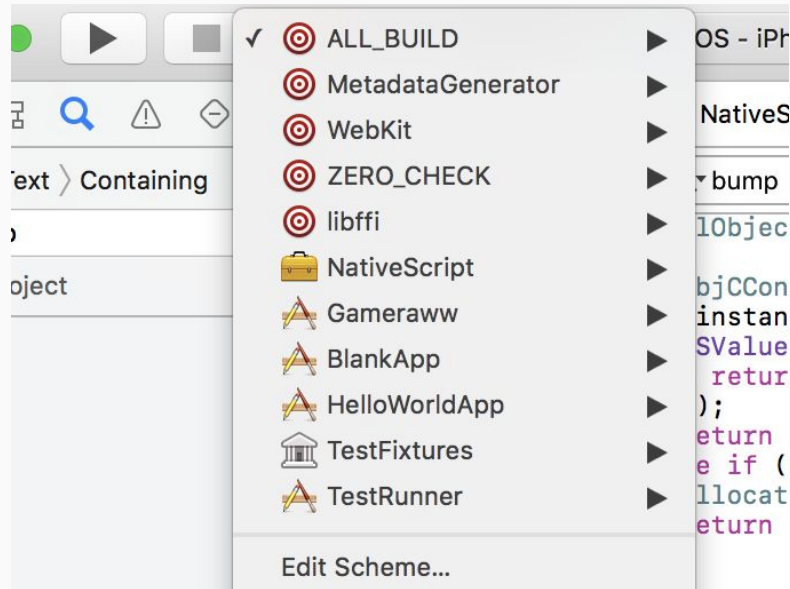 ALL_BUILD
OS - iPh
MetadataGenerator
NativeS
WebKit
ext 〉 Containing
ZERO_CHECK
bump
libffi
lObjec
oject
NativeScript
bjCCon
Gameraww
instan
SValue
BlankApp
retur
HelloWorldApp
);
eturn
TestFixtures
e if (
TestRunner
llocat
eturn
Edit Scheme...